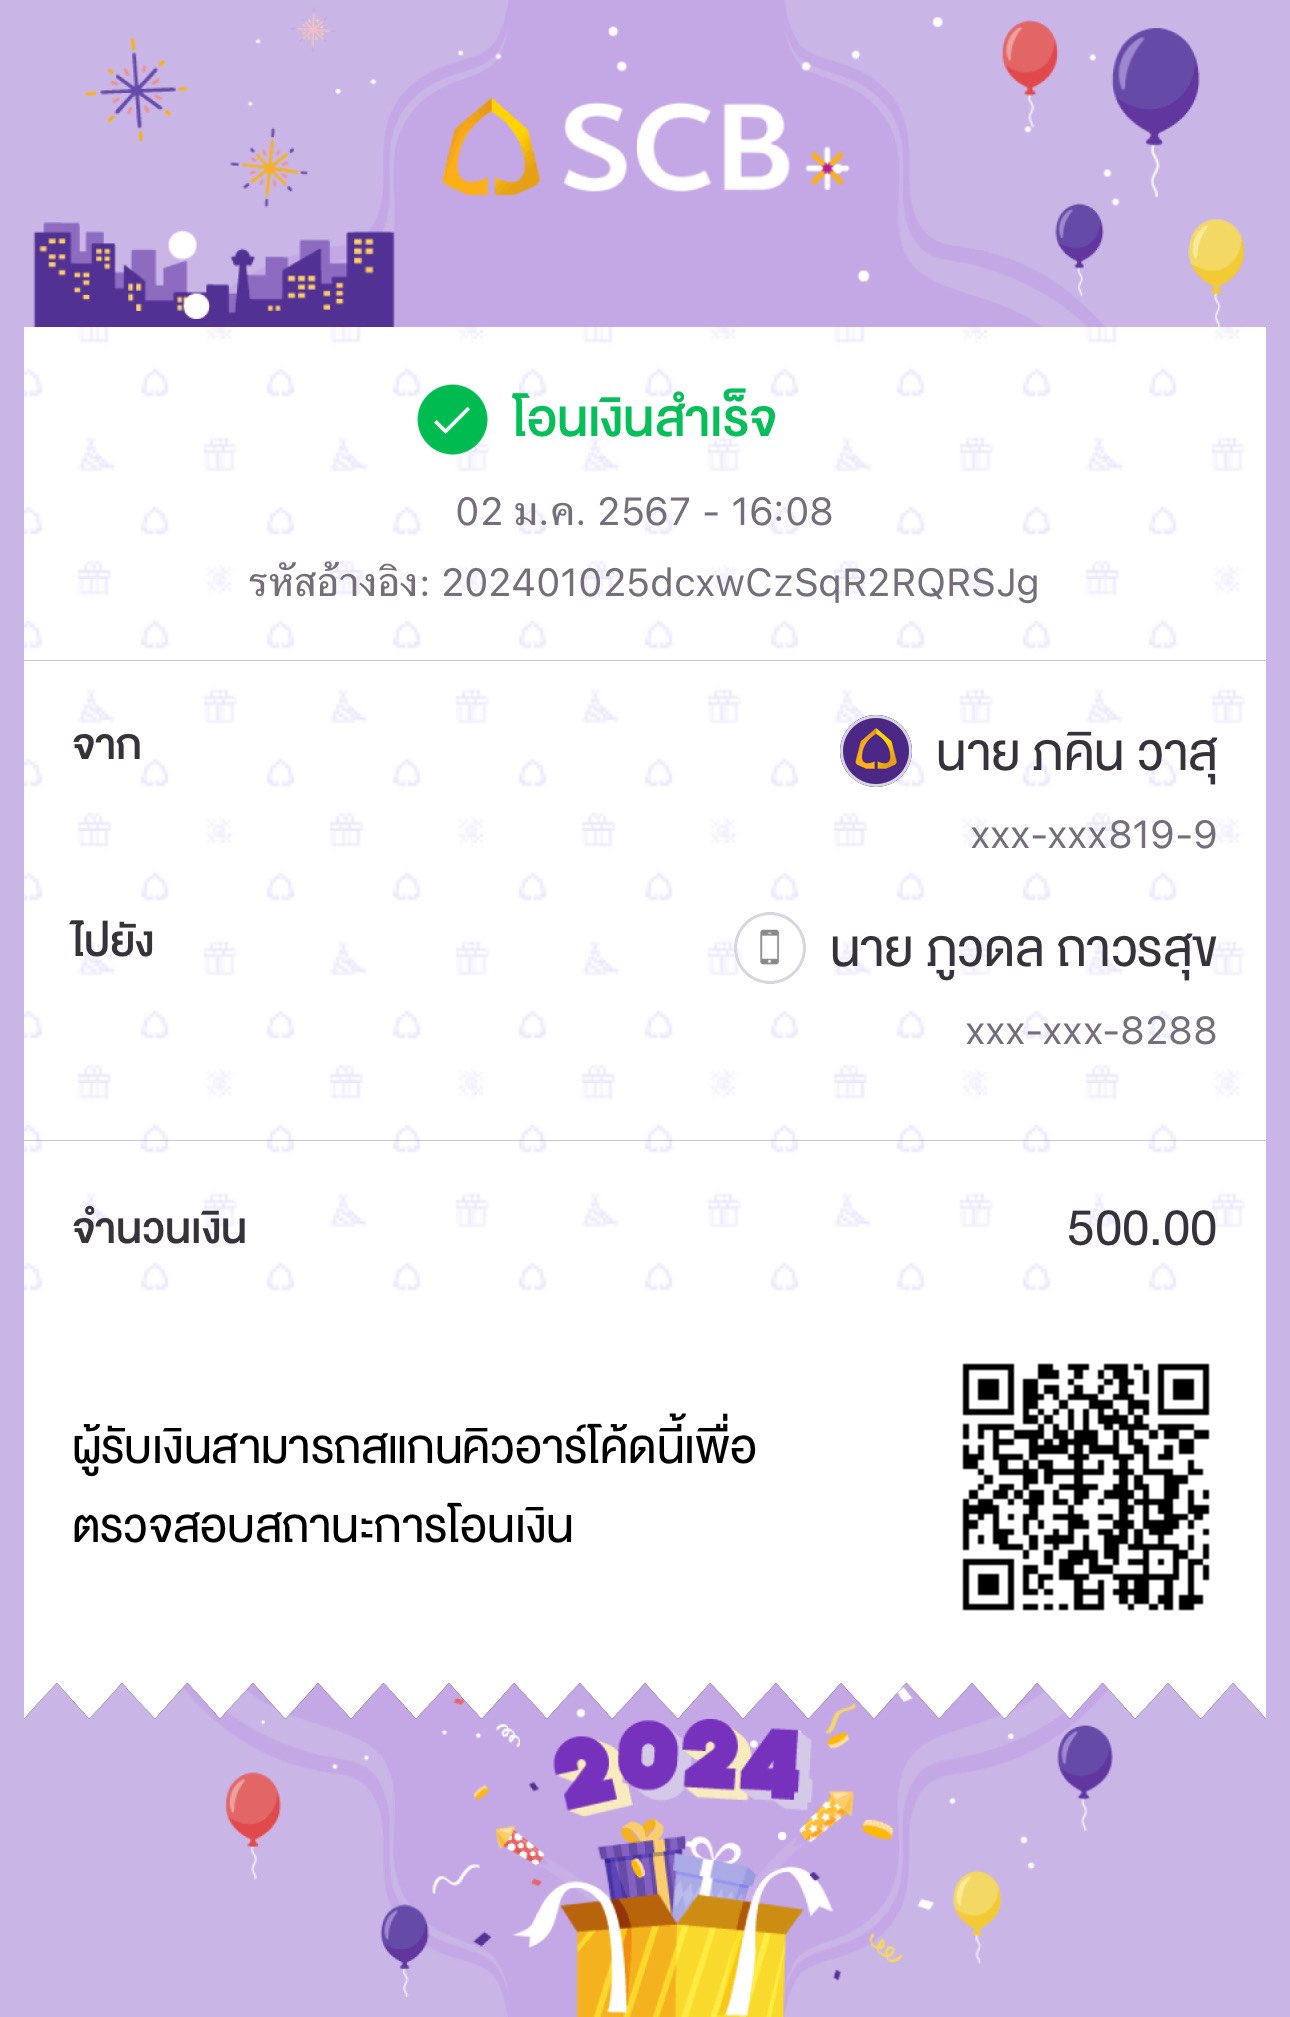 SCB
โอนเงินสำเร็จ
02 ม.ค. 2567 - 16:08
รหัสอ้างอิง: 202401025dcxwCzSqR2RQRSJg
จาก
นาย ภคิน วาสุ
xxx-xxx819-9
ไปยัง
นาย ภูวดล ถาวรสุข
xxx-xxx-8288
จำนวนเงิน
500.00
ผู้รับเงินสามารถสแกนคิวอาร์โค้ดนี้เพื่อ
ตรวจสอบสถานะการโอนเงิน
2024